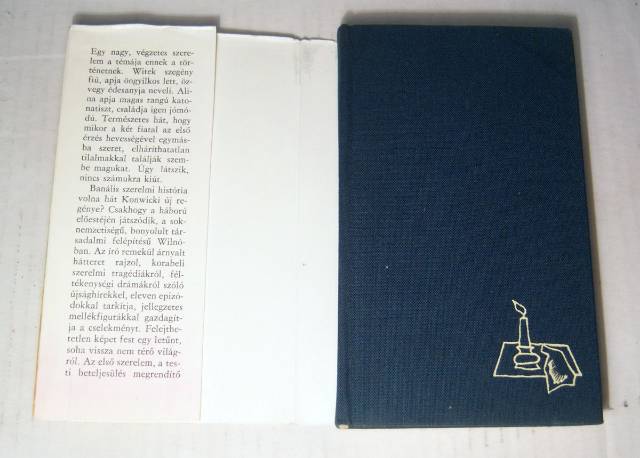 Egy nagy, végzetes szere-
lem a témája ennek a tör-
ténetnek. Witek szegény
fiú, apja öngyilkos lett, öz-
vegy édesanyja neveli. Ali-
na apja magas rangú kato-
natiszt, családja igen jómó-
dú. Természetes hát, hogy
mikor a két fiatal az első
érzés hevességével egymás-
ba szeret, elháríthatatlan
tilalmakkal találják szem-
be magukat. Úgy látszik,
nincs számukra kiút.
Banális szerelmi história
volna hát Konwicki új re-
génye? Csakhogy a háború
előestéjén játszódik, a sok-
nemzetiségű, bonyolult tár-
sadalmi felépítésű Wilnó-
ban. Az író remekül árnyalt
hátteret rajzol, korabeli
szerelmi tragédiákról, fél-
tékenységi drámákról szóló
újsághírekkel, eleven epizó-
dokkal tarkítja, jellegzetes
mellékfigurákkal gazdagít-
ja a cselekményt. Felejthe-
tetlen képet fest egy letűnt,
soha vissza nem térő világ-
ról. Az első szerelem, a tes-
ti beteljesülés megrendítő